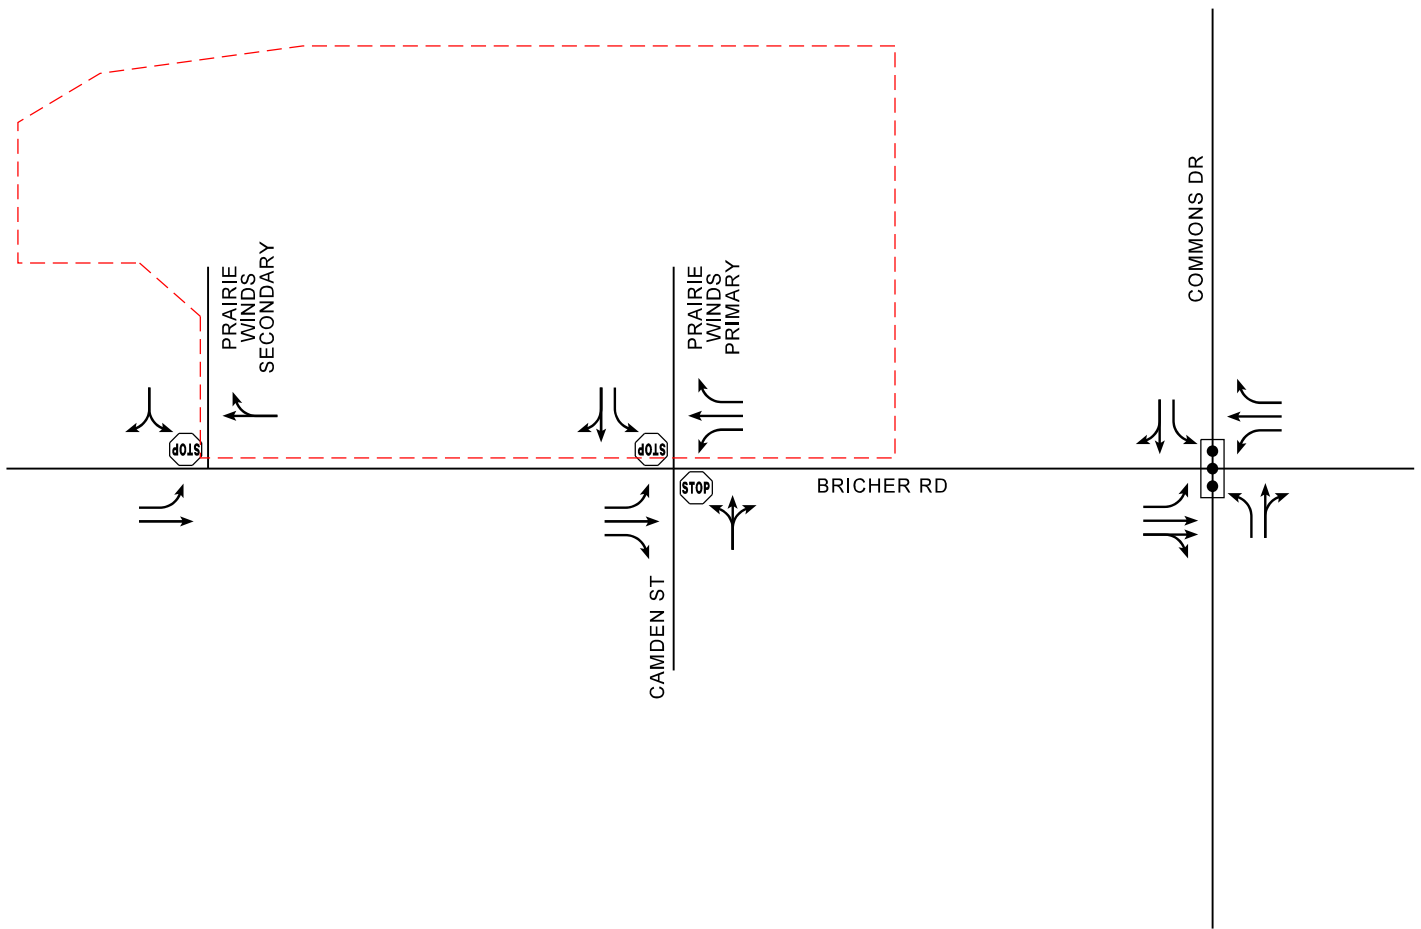 PRAIRIE
WINDS
SECONDARY
PRAIRIE
WINDS
PRIMARY
COMMONS DR
STOP
STOP
STOP
BRICHER RD
CAMDEN ST